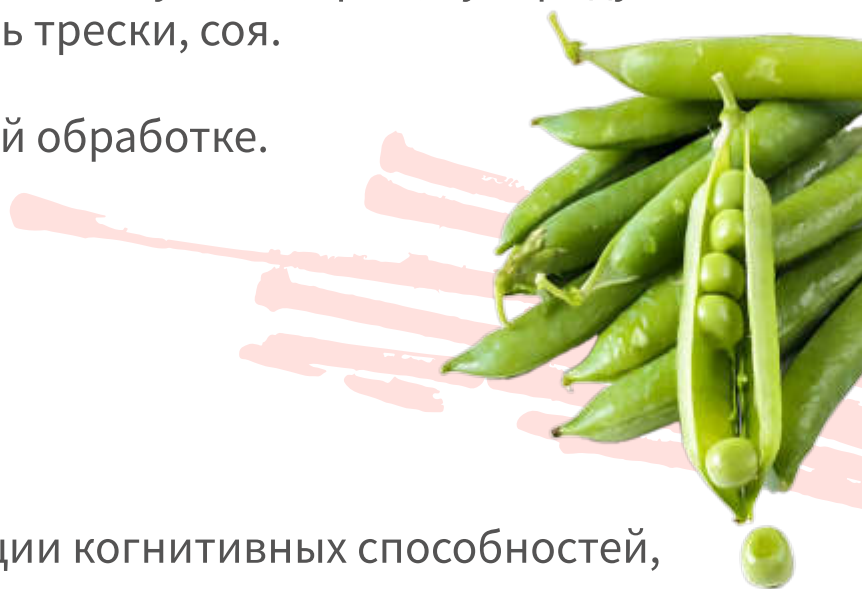 ь трески, соя.
й обработке.
ции когнитивных способностей,